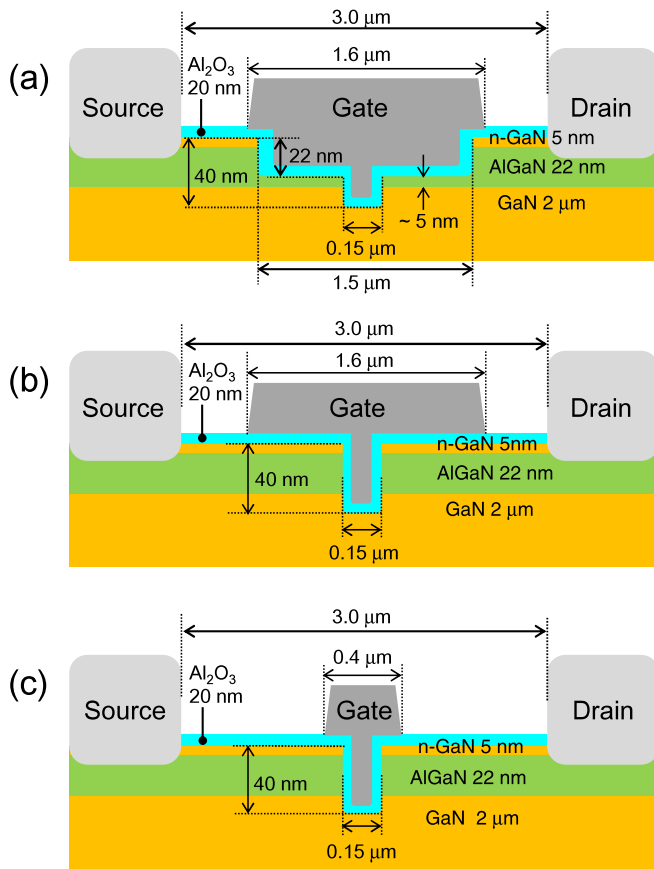 3.0 μm
(a)
Al₂O₃
20 nm
1.6 μm
Source
Gate
Drain
n-GaN 5 nm
22 nm
AlGaN 22 nm
40 nm
GaN 2 μm
~ 5 nm
0.15 μm
1.5 μm
3.0 μm
(b)
Al₂O₃
20 nm
1.6 μm
Source
Gate
Drain
n-GaN 5nm
AlGaN 22 nm
40 nm
GaN 2 μm
0.15 μm
3.0 μm
(c)
Al₂O₃
20 nm
0.4 μm
Source
Gate
Drain
n-GaN 5 nm
AlGaN 22 nm
40 nm
GaN 2 μm
0.15 μm